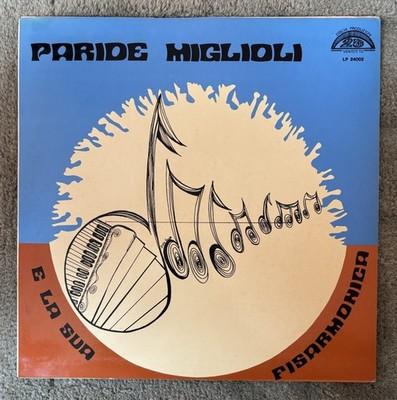 PARIDE MIGLIOLI
LP 24002
E LA SUA
FISARMONICA